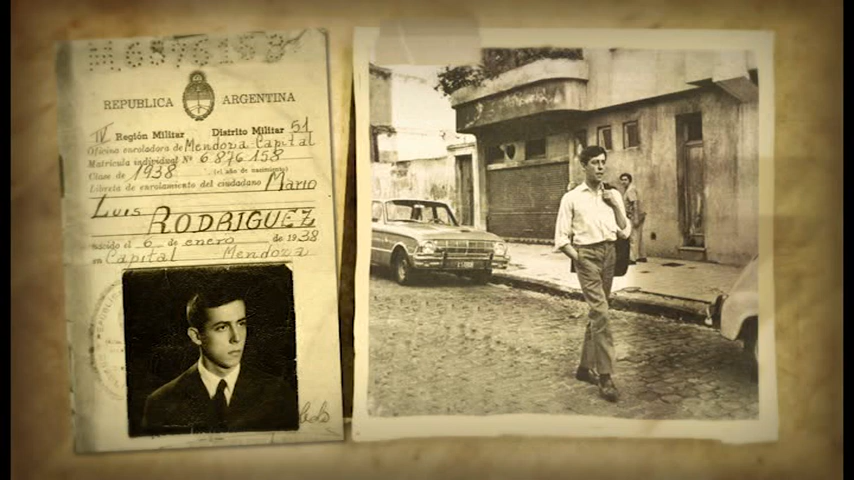 M.6876158
REPUBLICA ARGENTINA
IV Región Militar Distrito Militar 51
Oficina enroladora de Mendoza Capital
Matrícula individual Nº 6.876.158
Clase de 1938 (el año de nacimiento)
Libreta de enrolamiento del ciudadano Mario
Luis RODRIGUEZ
nacido el 6 de enero de 1938
en Capital Mendoza